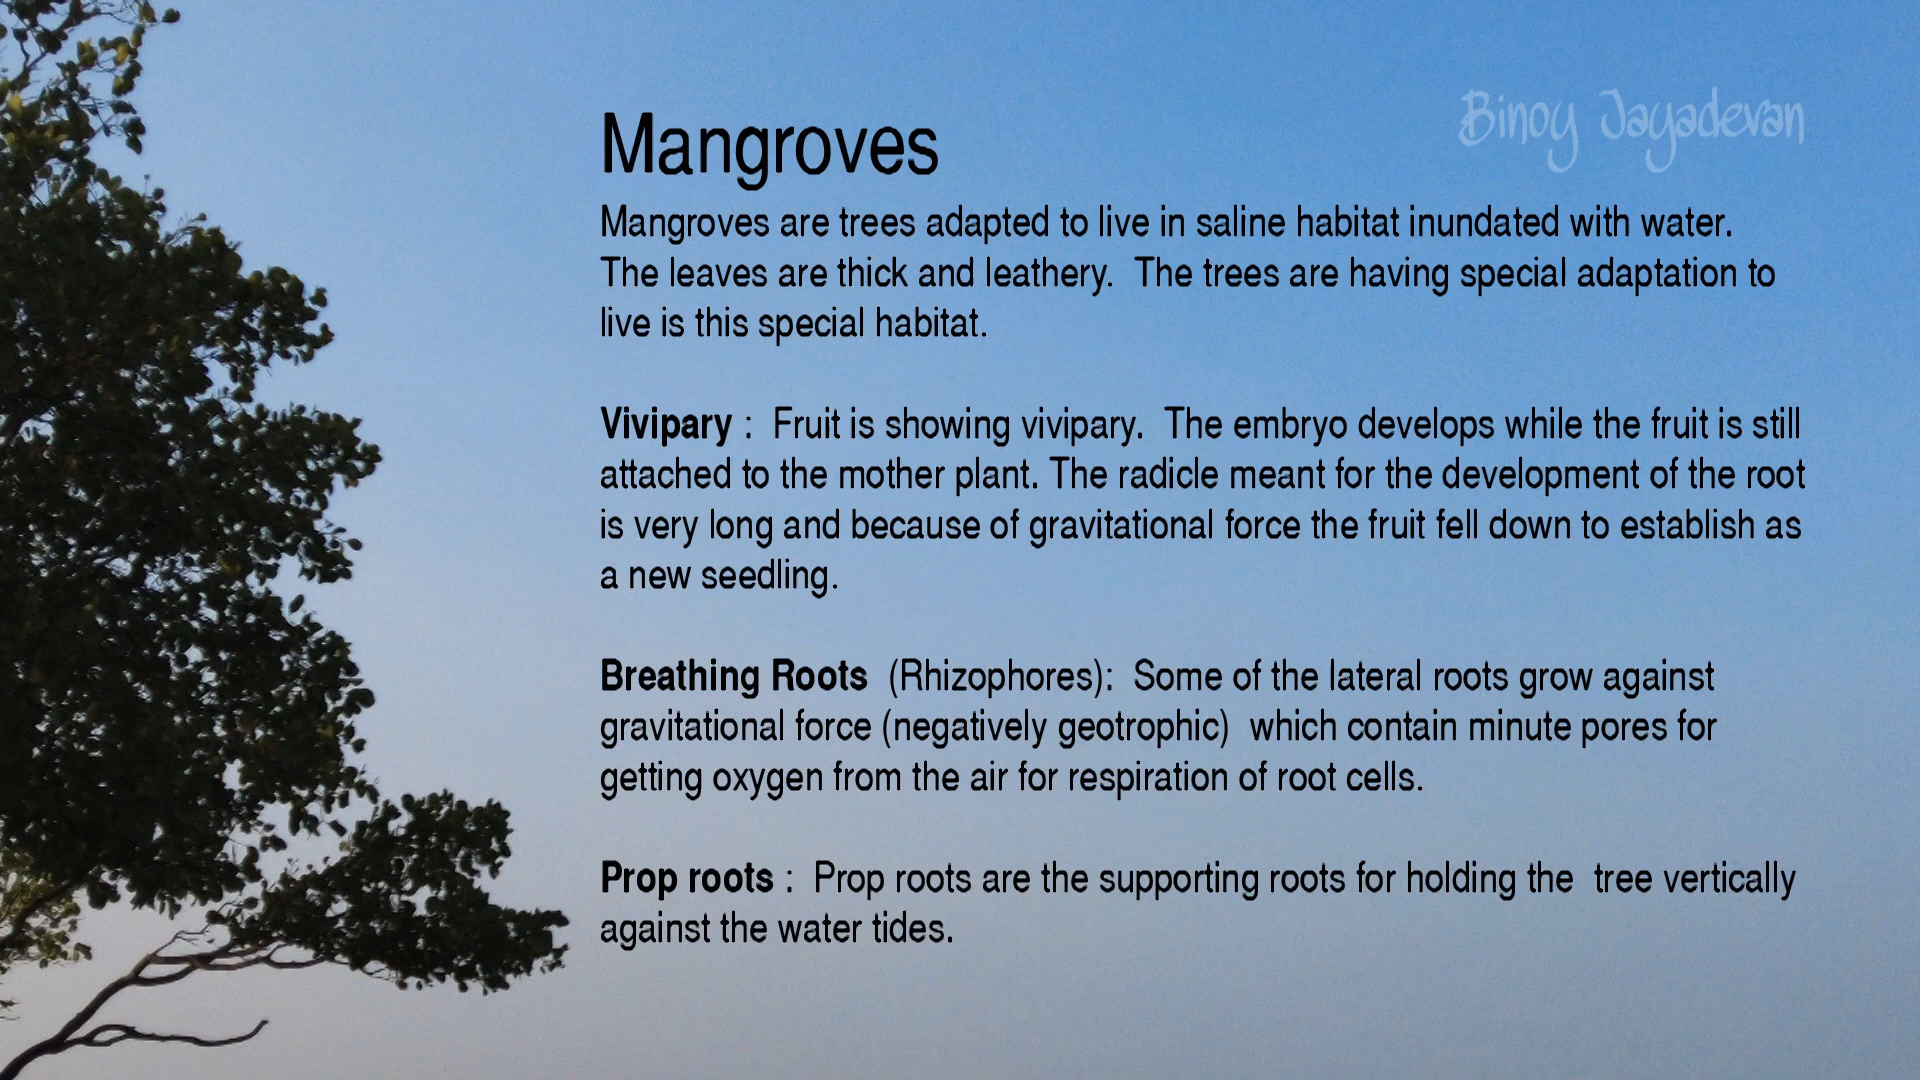 Binoy Jayadevan
Mangroves
Mangroves are trees adapted to live in saline habitat inundated with water.
The leaves are thick and leathery.  The trees are having special adaptation to
live is this special habitat.
Vivipary :  Fruit is showing vivipary.  The embryo develops while the fruit is still
attached to the mother plant. The radicle meant for the development of the root
is very long and because of gravitational force the fruit fell down to establish as
a new seedling.
Breathing Roots  (Rhizophores):  Some of the lateral roots grow against
gravitational force (negatively geotrophic)  which contain minute pores for
getting oxygen from the air for respiration of root cells.
Prop roots :  Prop roots are the supporting roots for holding the  tree vertically
against the water tides.